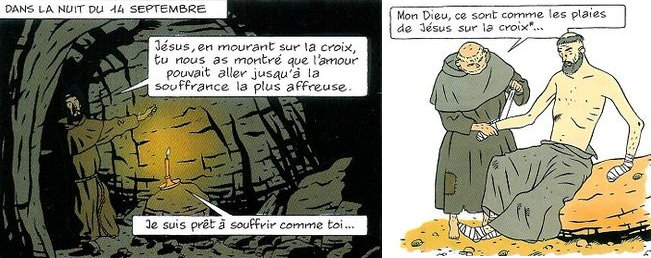 DANS LA NUIT DU 14 SEPTEMBRE
Jésus, en mourant sur la croix,
tu nous as montré que l'amour
pouvait aller jusqu'à la
souffrance la plus affreuse.
Je suis prêt à souffrir comme toi...
Mon Dieu, ce sont comme les plaies
de Jésus sur la croix*...